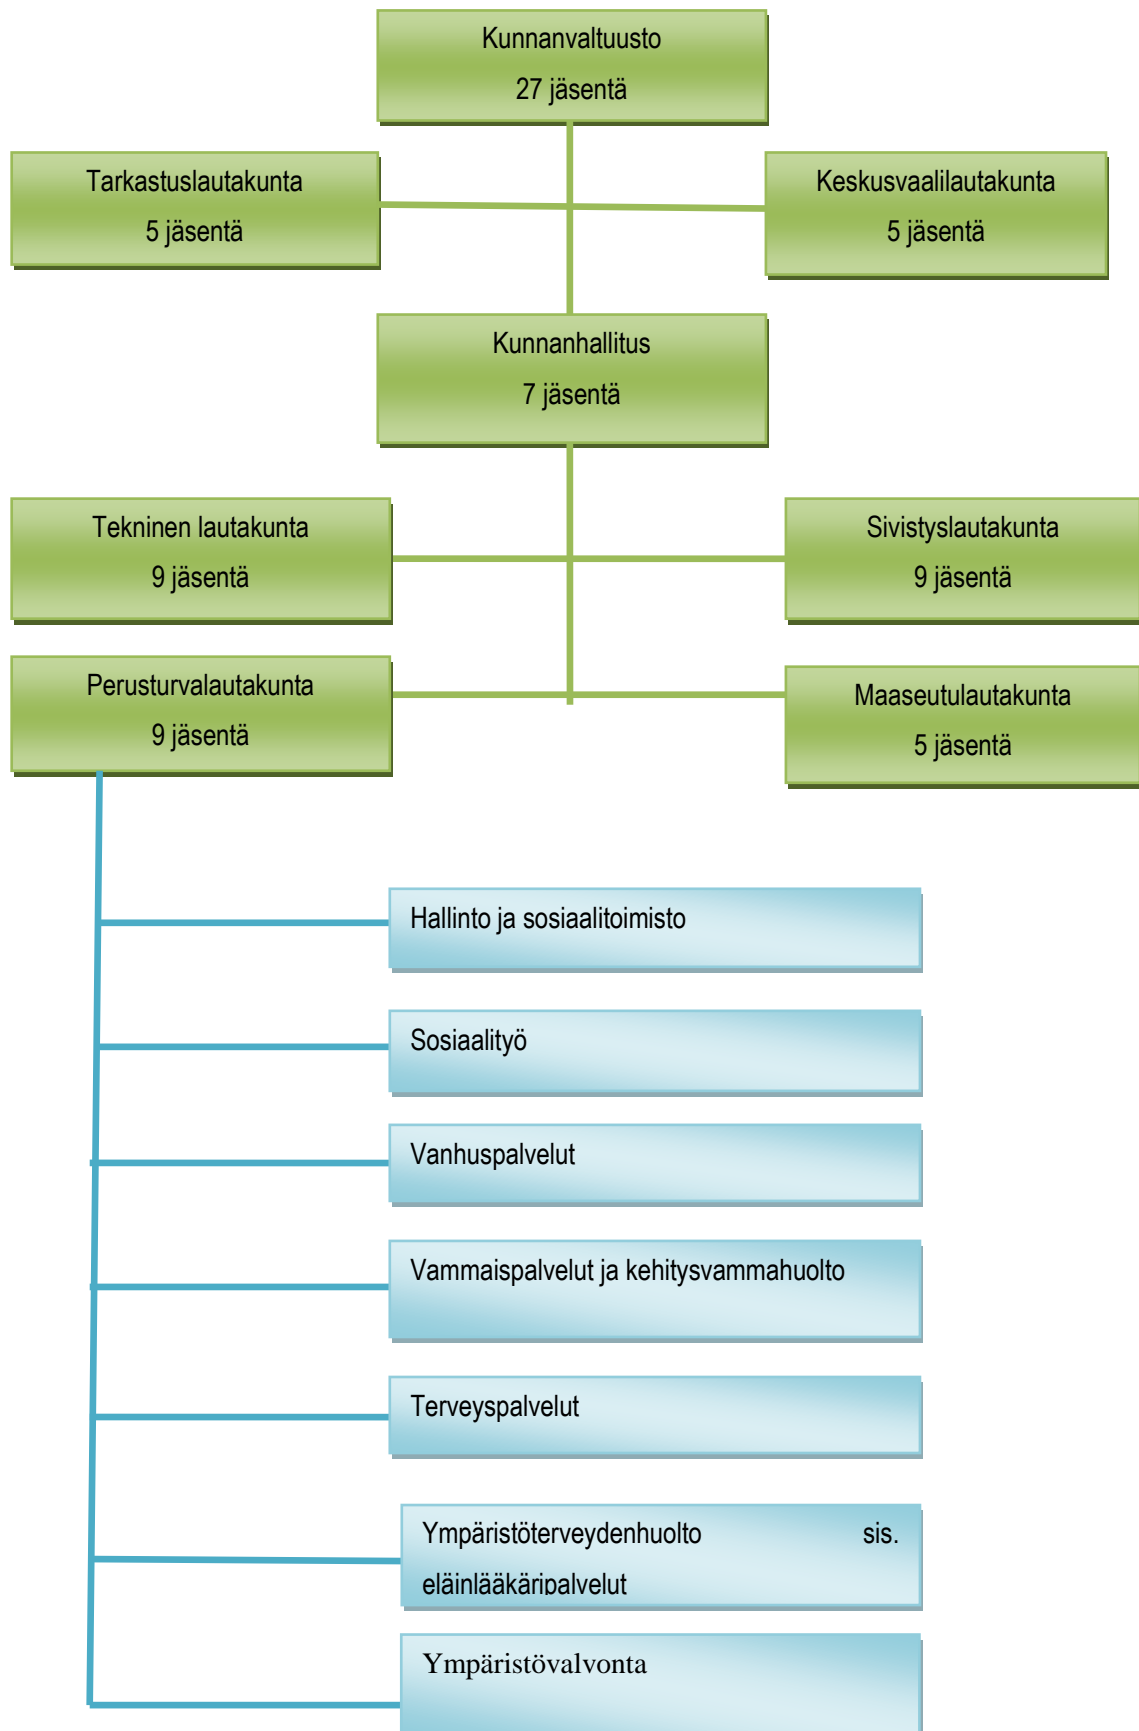 Kunnanvaltuusto
27 jäsentä
Tarkastuslautakunta
5 jäsentä
Keskusvaalilautakunta
5 jäsentä
Kunnanhallitus
7 jäsentä
Tekninen lautakunta
9 jäsentä
Sivistyslautakunta
9 jäsentä
Perusturvalautakunta
9 jäsentä
Maaseutulautakunta
5 jäsentä
Hallinto ja sosiaalitoimisto
Sosiaalityö
Vanhuspalvelut
Vammaispalvelut ja kehitysvammahuolto
Terveyspalvelut
Ympäristöterveydenhuolto sis.
eläinlääkäripalvelut
Ympäristövalvonta